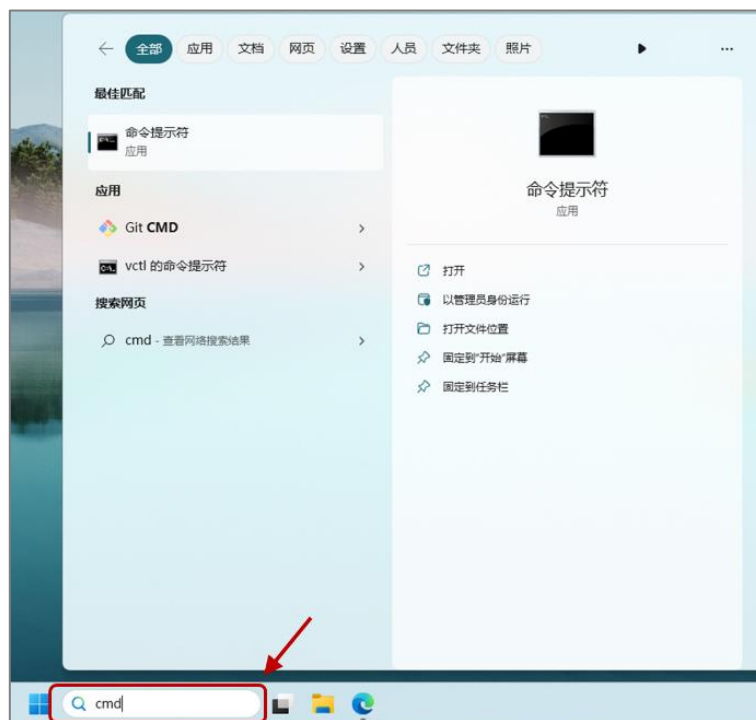 全部 应用 文档 网页 设置 人员 文件夹 照片
最佳匹配
命令提示符
应用
应用
Git CMD
vctl 的命令提示符
搜索网页
cmd - 查看网络搜索结果
命令提示符
应用
打开
以管理员身份运行
打开文件位置
固定到"开始"屏幕
固定到任务栏
cmd